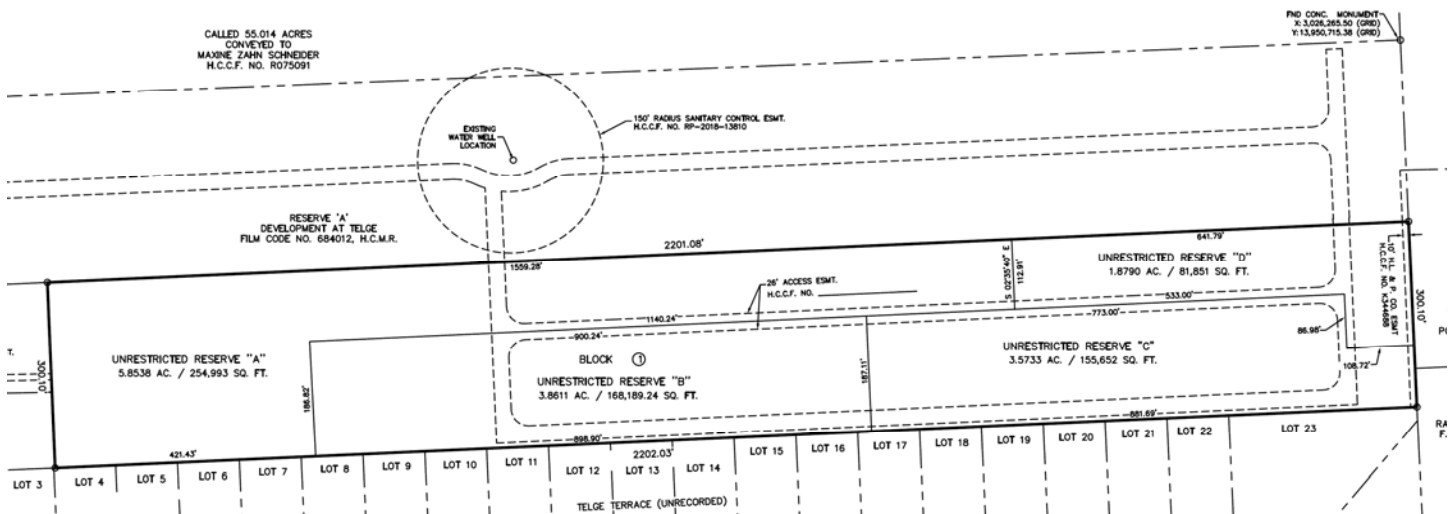 CALLED 55.014 ACRES
CONVEYED TO
MAXINE ZAHN SCHNEIDER
H.C.C.F. NO. R075091
FND CONC. MONUMENT
X: 3,026,265.50 (GRID)
Y: 13,950,715.38 (GRID)
EXISTING
WATER WELL
LOCATION
150' RADIUS SANITARY CONTROL ESMT.
H.C.C.F. NO. RP-2018-13810
RESERVE 'A'
DEVELOPMENT AT TELGE
FILM CODE NO. 684012, H.C.M.R.
2201.08'
1559.28'
641.79'
S 02°35'40" E
112.91'
UNRESTRICTED RESERVE "D"
1.8790 AC. / 81,851 SQ. FT.
10' H.L. & P. CO. ESMT
H.C.C.F. NO. K344688
300.10'
26' ACCESS ESMT.
H.C.C.F. NO.
533.00'
1140.24'
900.24'
773.00'
86.98'
108.72'
T.
300.10'
UNRESTRICTED RESERVE "A"
5.8538 AC. / 254,993 SQ. FT.
186.82'
BLOCK 1
UNRESTRICTED RESERVE "B"
3.8611 AC. / 168,189.24 SQ. FT.
187.11'
UNRESTRICTED RESERVE "C"
3.5733 AC. / 155,652 SQ. FT.
421.43'
898.90'
2202.03'
881.69'
LOT 3
LOT 4
LOT 5
LOT 6
LOT 7
LOT 8
LOT 9
LOT 10
LOT 11
LOT 12
LOT 13
LOT 14
LOT 15
LOT 16
LOT 17
LOT 18
LOT 19
LOT 20
LOT 21
LOT 22
LOT 23
TELGE TERRACE (UNRECORDED)
PO
RA
F.